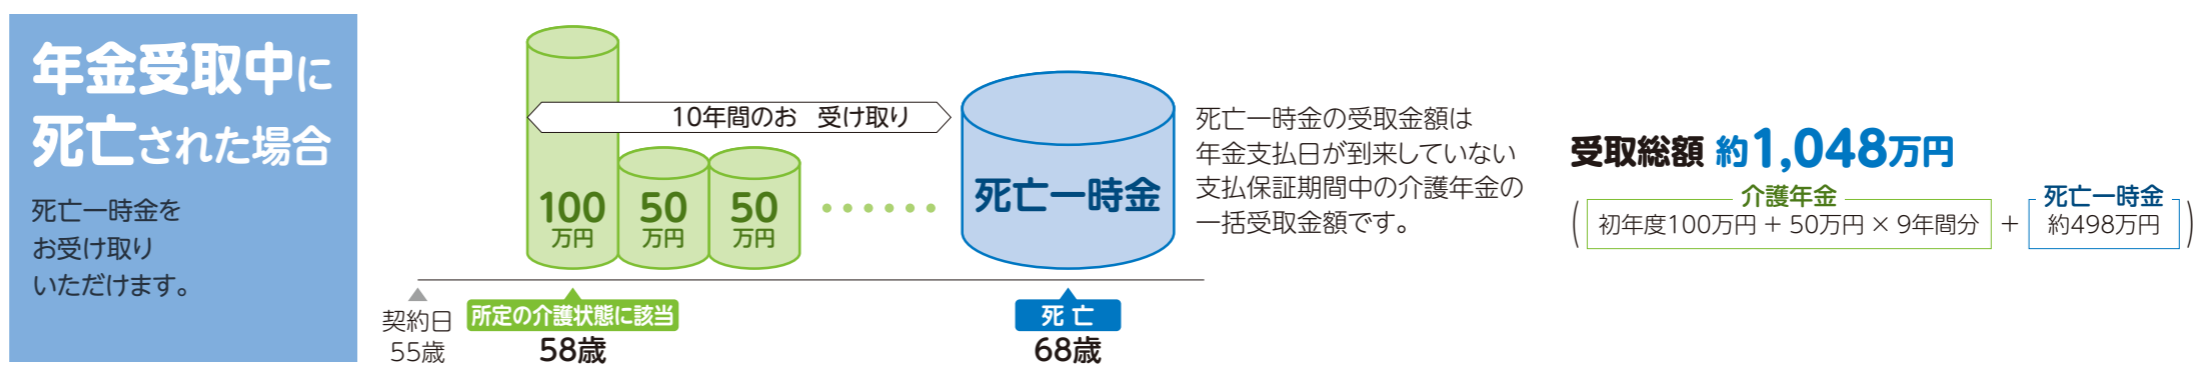 年金受取中に
死亡された場合
死亡一時金を
お受け取り
いただけます。
10年間のお 受け取り
100
万円
50
万円
50
万円
死亡一時金
契約日
55歳
所定の介護状態に該当
58歳
死亡
68歳
死亡一時金の受取金額は
年金支払日が到来していない
支払保証期間中の介護年金の
一括受取金額です。
受取総額 約1,048万円
介護年金
死亡一時金
(初年度100万円 + 50万円 × 9年間分 + 約498万円)